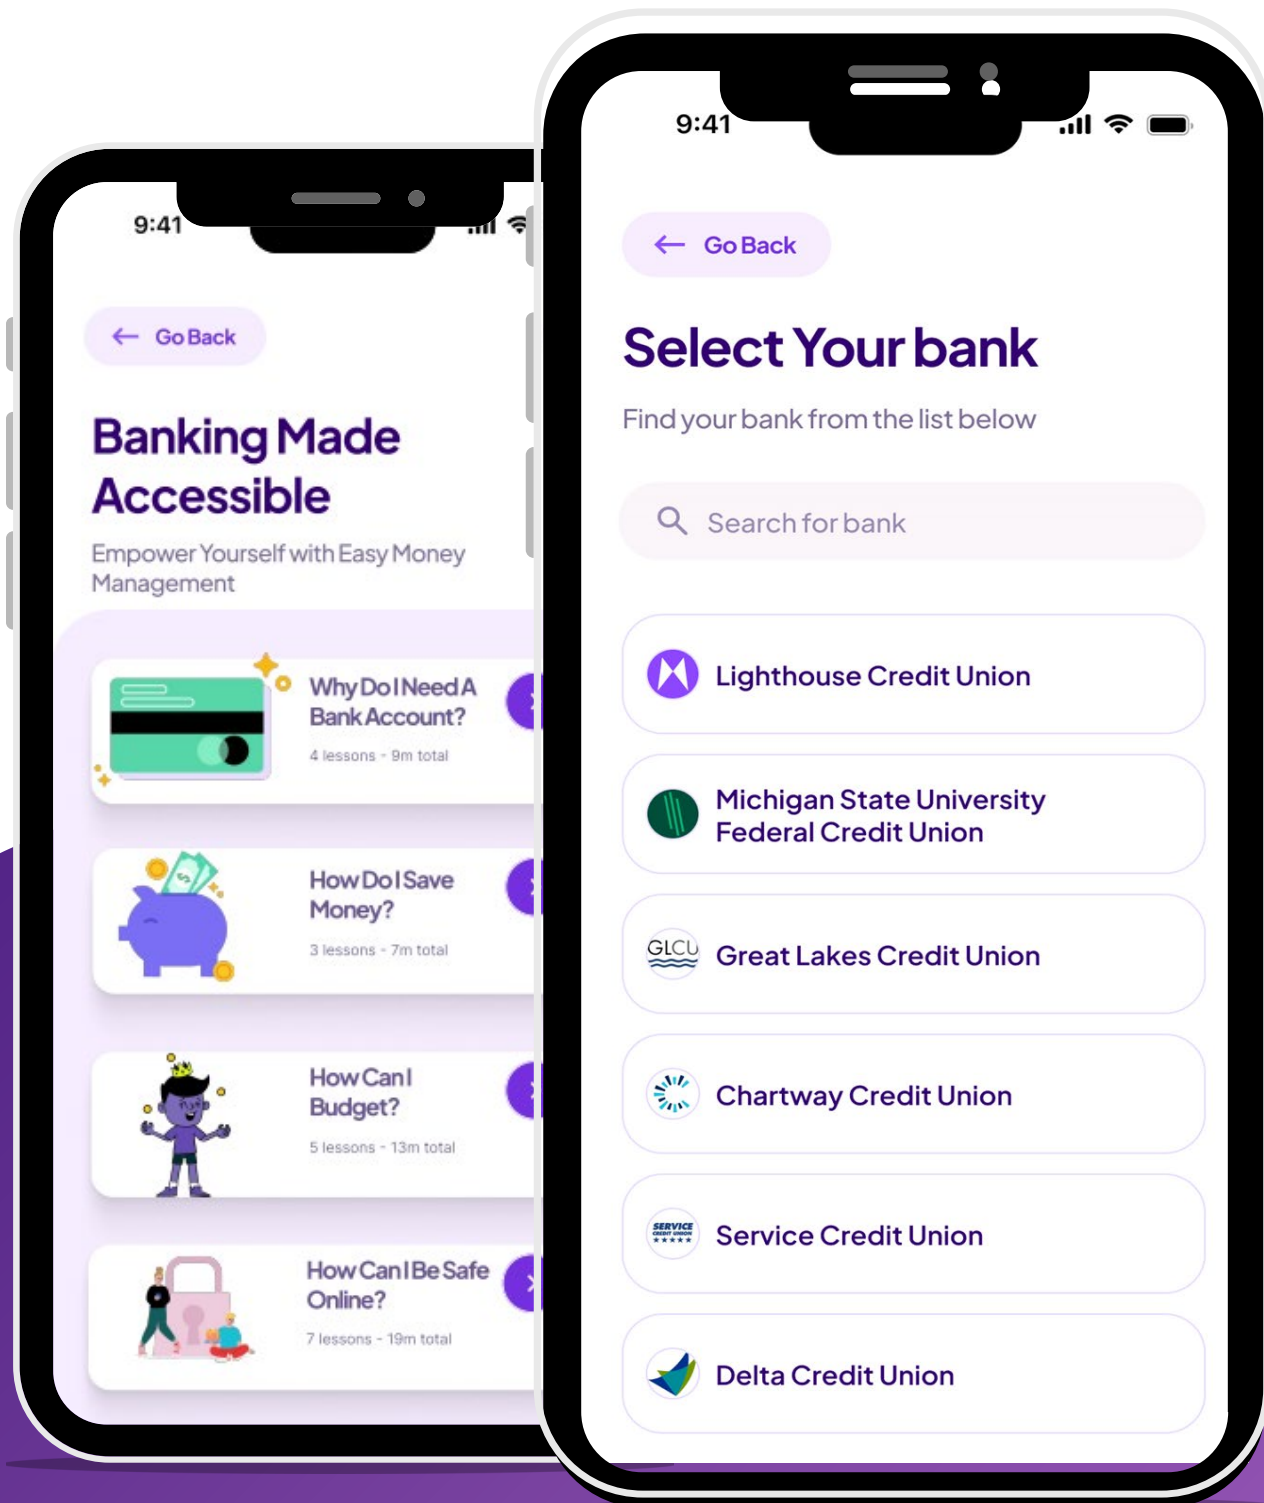 9:41
Go Back
Banking Made
Accessible
Empower Yourself with Easy Money
Management
Why Do I Need A
Bank Account?
4 lessons - 9m total
How Do I Save
Money?
3 lessons - 7m total
How Can I
Budget?
5 lessons - 13m total
How Can I Be Safe
Online?
7 lessons - 19m total
9:41
Go Back
Select Your bank
Find your bank from the list below
Search for bank
Lighthouse Credit Union
Michigan State University
Federal Credit Union
GLCU
Great Lakes Credit Union
Chartway Credit Union
SERVICE
CREDIT UNION
Service Credit Union
Delta Credit Union